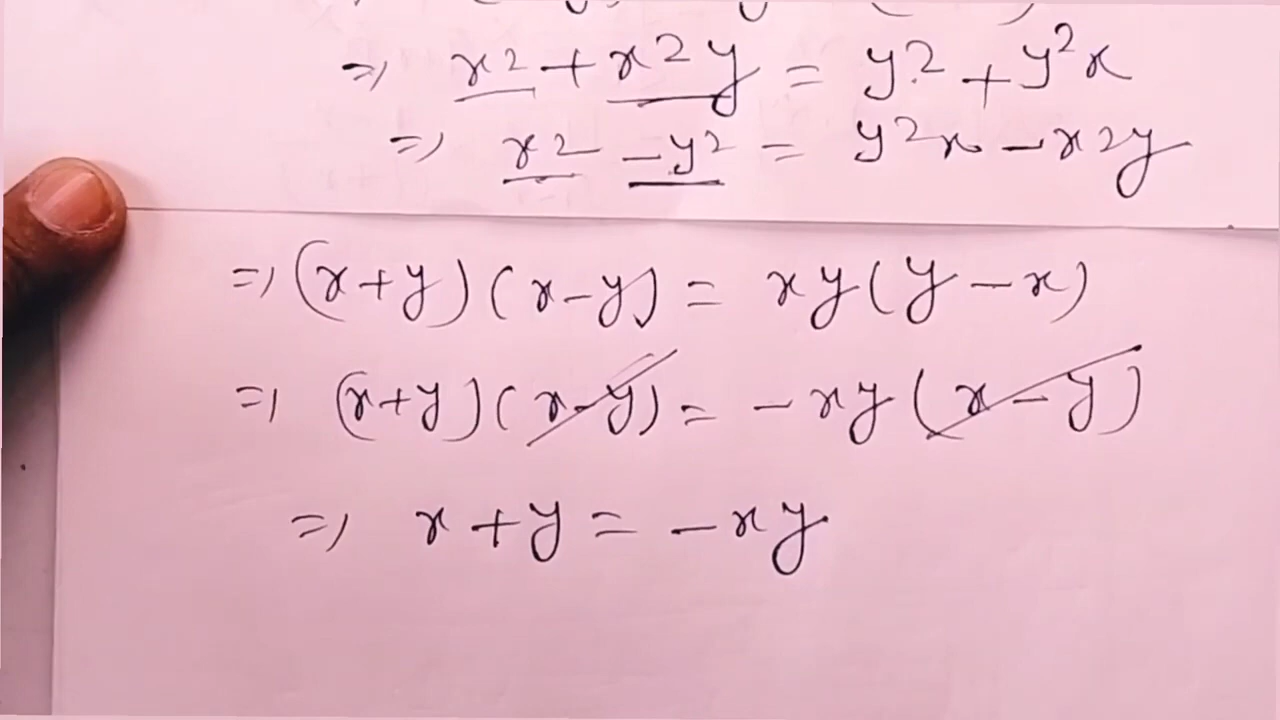 ⇒ x2 + x2y = y2 + y²x
⇒ x2 - y² = y2x - x2y
⇒ (x+y)(x-y) = xy(y-x)
⇒ (x+y)(x-y) = -xy(x-y)
⇒ x+y = -xy